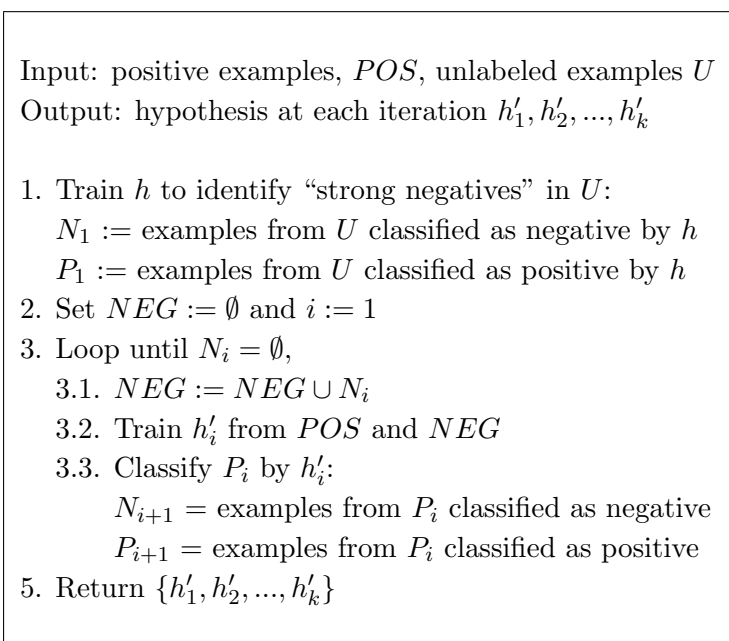 Input: positive examples, POS, unlabeled examples U
Output: hypothesis at each iteration h′₁, h′₂, ..., h′ₖ
1. Train h to identify “strong negatives” in U:
N₁ := examples from U classified as negative by h
P₁ := examples from U classified as positive by h
2. Set NEG := ∅ and i := 1
3. Loop until Nᵢ = ∅,
3.1. NEG := NEG ∪ Nᵢ
3.2. Train h′ᵢ from POS and NEG
3.3. Classify Pᵢ by h′ᵢ:
Nᵢ₊₁ = examples from Pᵢ classified as negative
Pᵢ₊₁ = examples from Pᵢ classified as positive
5. Return {h′₁, h′₂, ..., h′ₖ}